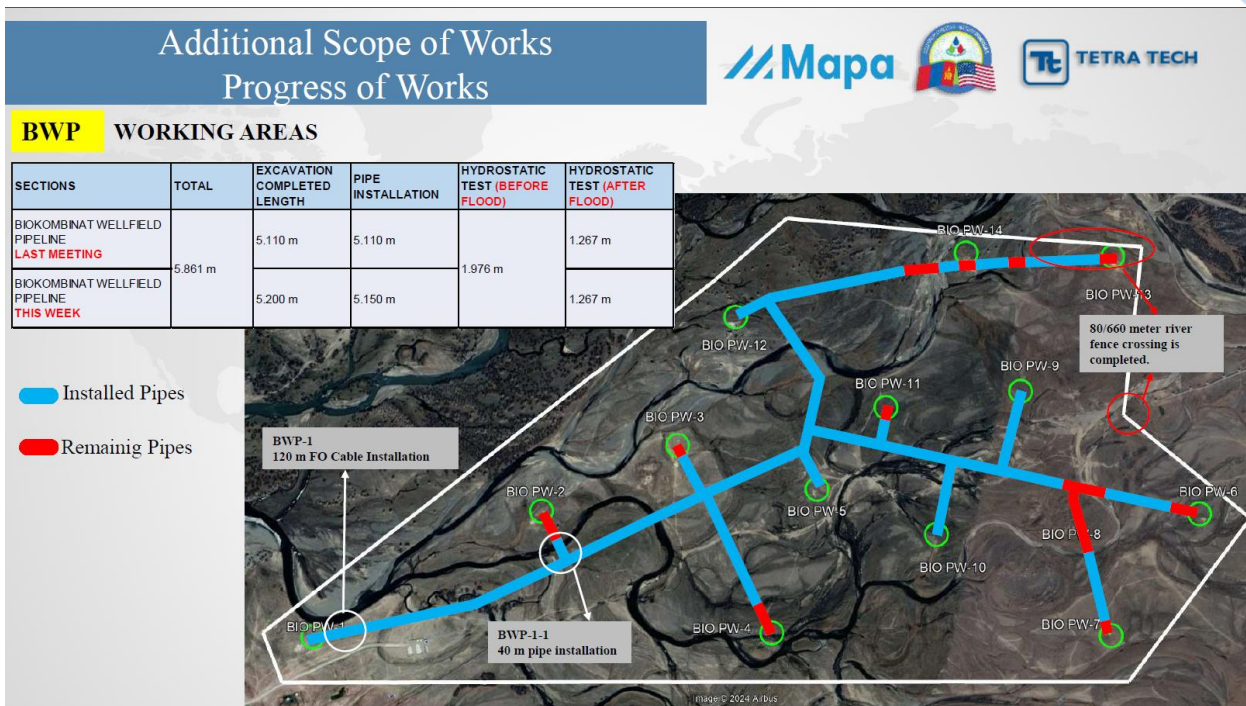 Additional Scope of Works
Progress of Works
Mapa
Tt TETRA TECH
BWP WORKING AREAS
SECTIONS
TOTAL
EXCAVATION
COMPLETED
LENGTH
PIPE
INSTALLATION
HYDROSTATIC
TEST (BEFORE
FLOOD)
HYDROSTATIC
TEST (AFTER
FLOOD)
BIOKOMBINAT WELLFIELD
PIPELINE
LAST MEETING
5.861 m
5.110 m
5.110 m
1.976 m
1.267 m
BIOKOMBINAT WELLFIELD
PIPELINE
THIS WEEK
5.200 m
5.150 m
1.267 m
Installed Pipes
Remainig Pipes
BIO PW-14
BIO PW-13
BIO PW-12
80/660 meter river
fence crossing is
completed.
BIO PW-9
BIO PW-11
BIO PW-3
BWP-1
120 m FO Cable Installation
BIO PW-2
BIO PW-5
BIO PW-6
BIO PW-8
BIO PW-10
BIO PW-1
BIO PW-4
BIO PW-7
BWP-1-1
40 m pipe installation
Image © 2024 Airbus